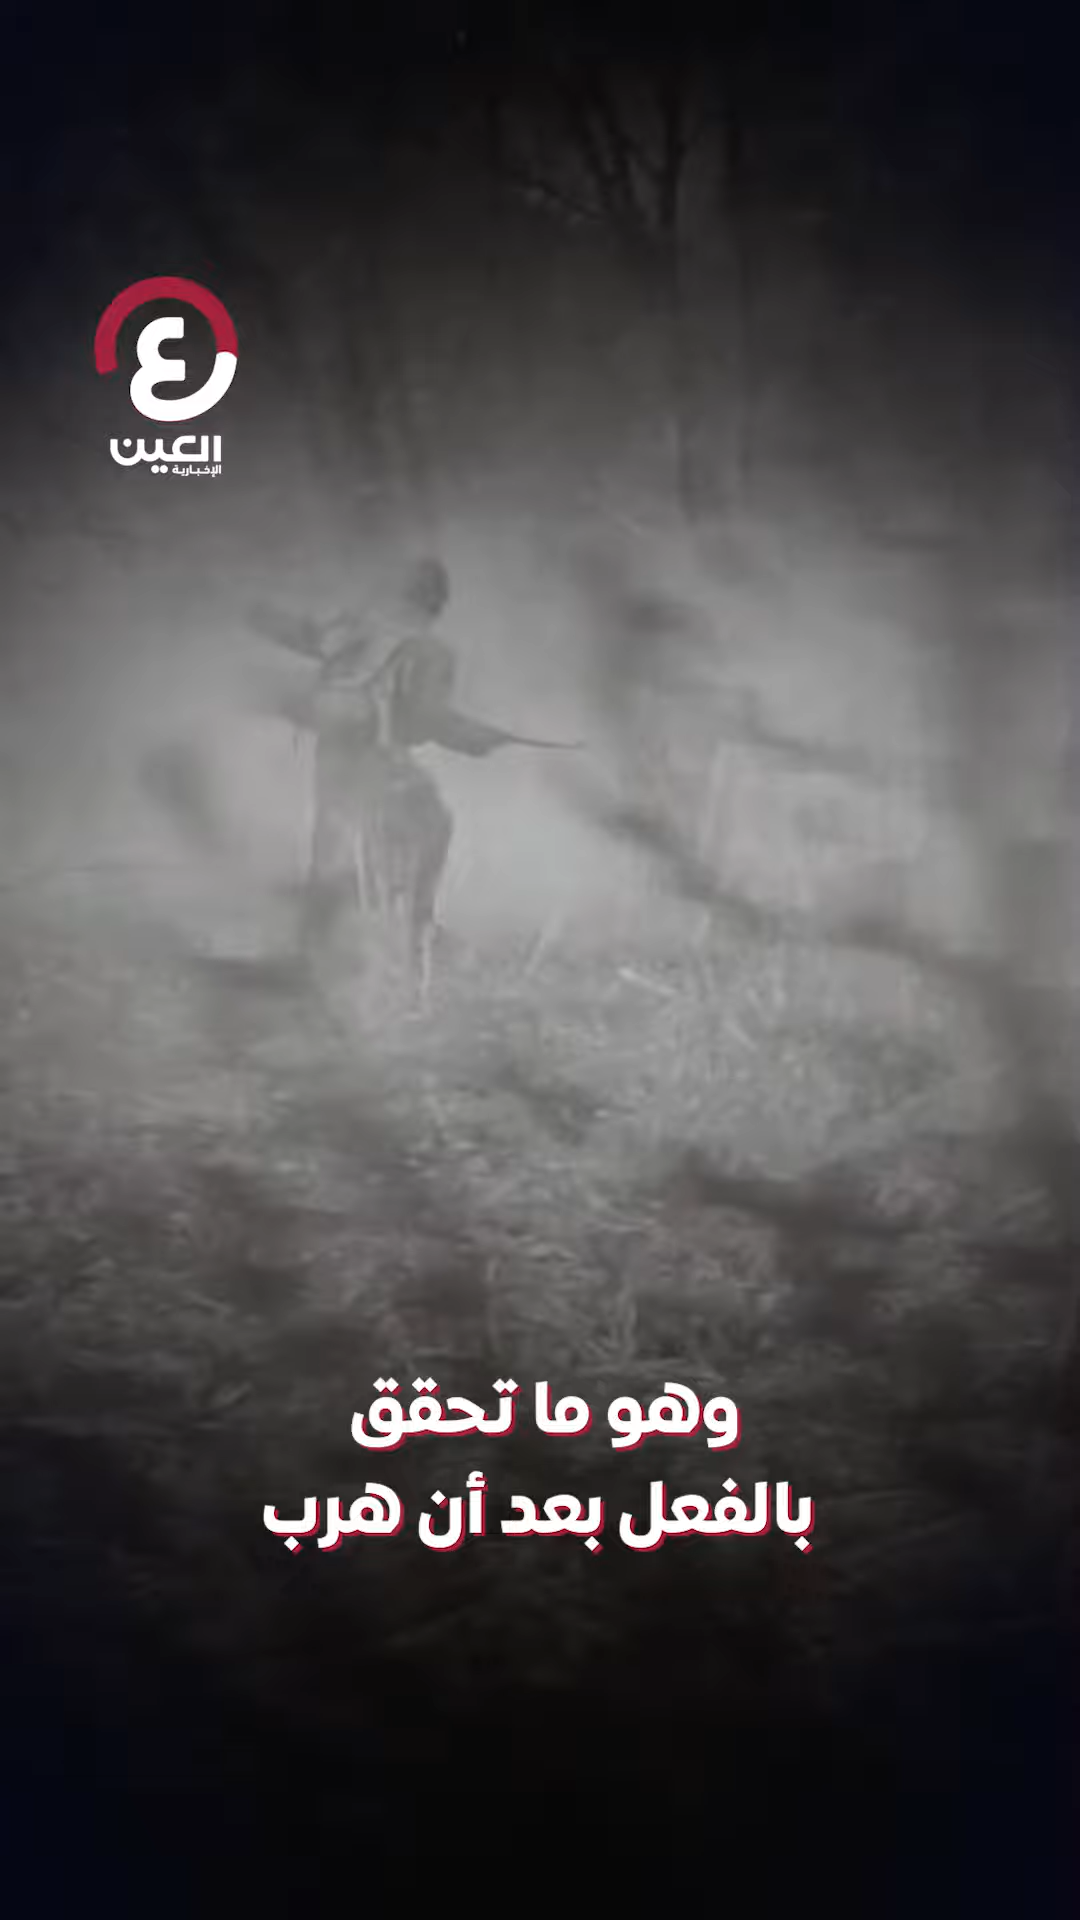 ع
العين
الإخبارية
وهو ما تحقق
بالفعل بعد أن هرب